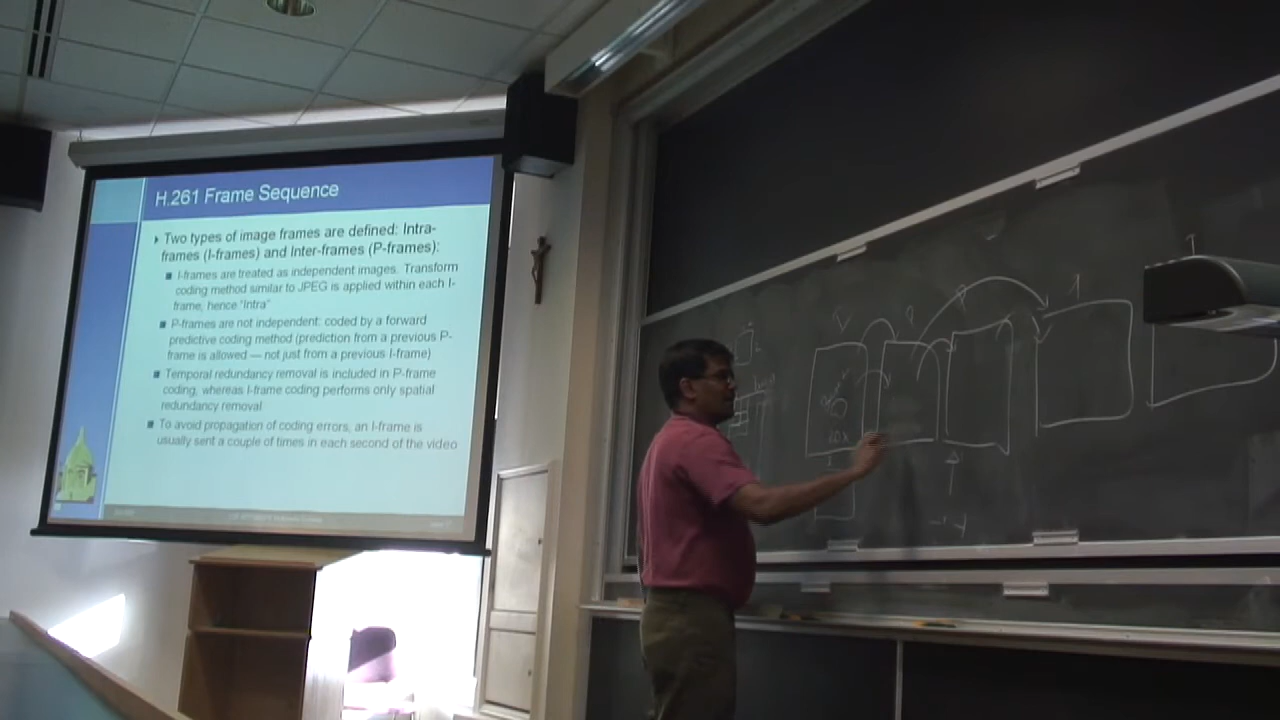 H.261 Frame Sequence
Two types of image frames are defined: Intra-
frames (I-frames) and Inter-frames (P-frames):
I-frames are treated as independent images. Transform
coding method similar to JPEG is applied within each I-
frame, hence "Intra"
P-frames are not independent: coded by a forward
predictive coding method (prediction from a previous P-
frame is allowed — not just from a previous I-frame)
Temporal redundancy removal is included in P-frame
coding, whereas I-frame coding performs only spatial
redundancy removal
To avoid propagation of coding errors, an I-frame is
usually sent a couple of times in each second of the video